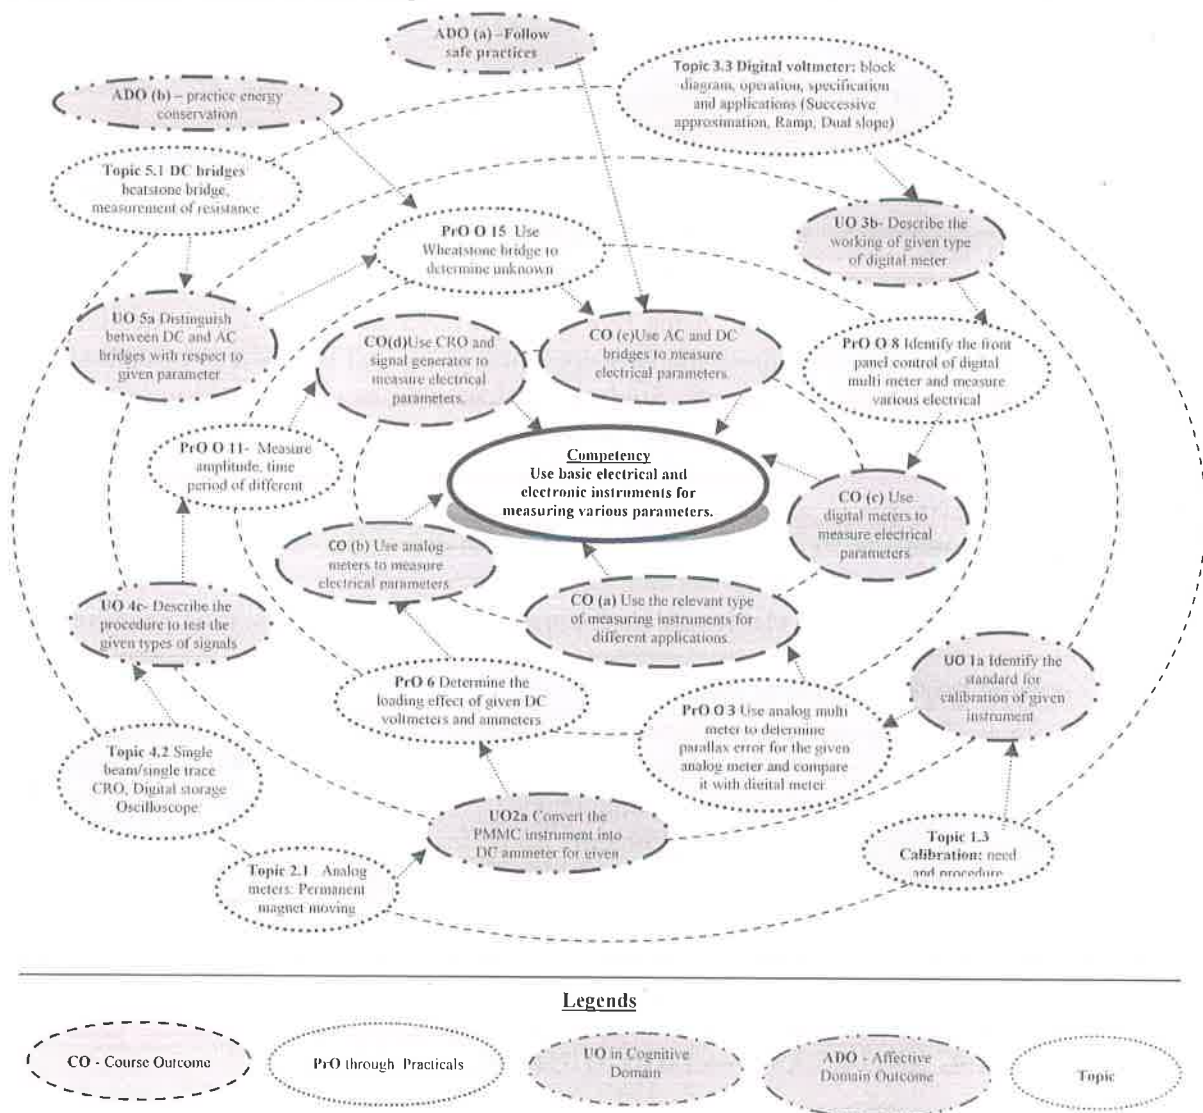 ADO (a) –Follow
safe practices
Topic 3.3 Digital voltmeter: block
diagram, operation, specification
and applications (Successive
approximation, Ramp, Dual slope)
ADO (b) – practice energy
conservation
Topic 5.1 DC bridges
heatstone bridge,
measurement of resistance
PrO O 15 Use
Wheatstone bridge to
determine unknown
UO 3b- Describe the
working of given type
of digital meter
UO 5a Distinguish
between DC and AC
bridges with respect to
given parameter
CO(d)Use CRO and
signal generator to
measure electrical
parameters.
CO (e)Use AC and DC
bridges to measure
electrical parameters.
PrO O 8 Identify the front
panel control of digital
multi meter and measure
various electrical
PrO O 11- Measure
amplitude, time
period of different
Competency
Use basic electrical and
electronic instruments for
measuring various parameters.
CO (c) Use
digital meters to
measure electrical
parameters
CO (b) Use analog
meters to measure
electrical parameters
CO (a) Use the relevant type
of measuring instruments for
different applications.
UO 4c- Describe the
procedure to test the
given types of signals
UO 1a Identify the
standard for
calibration of given
instrument
PrO 6 Determine the
loading effect of given DC
voltmeters and ammeters
PrO O 3 Use analog multi
meter to determine
parallax error for the given
analog meter and compare
it with digital meter
Topic 4.2 Single
beam/single trace
CRO, Digital storage
Oscilloscope
UO2a Convert the
PMMC instrument into
DC ammeter for given
Topic 1.3
Calibration: need
and procedure
Topic 2.1 Analog
meters: Permanent
magnet moving
Legends
CO - Course Outcome
PrO through Practicals
UO in Cognitive
Domain
ADO - Affective
Domain Outcome
Topic